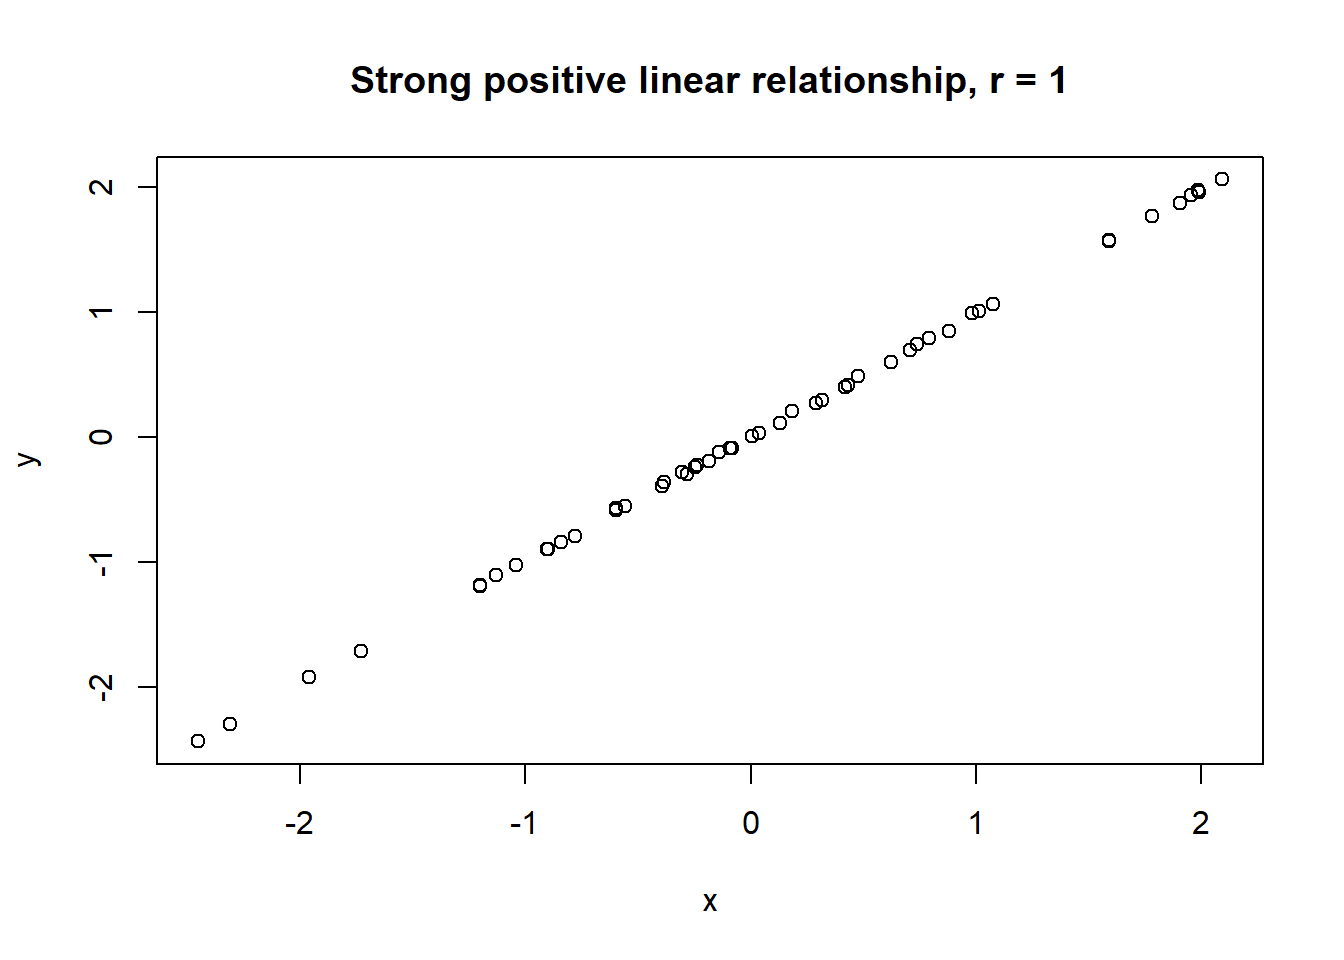 Strong positive linear relationship, r = 1
2
1
0
-1
-2
y
-2 -1 0 1 2
x